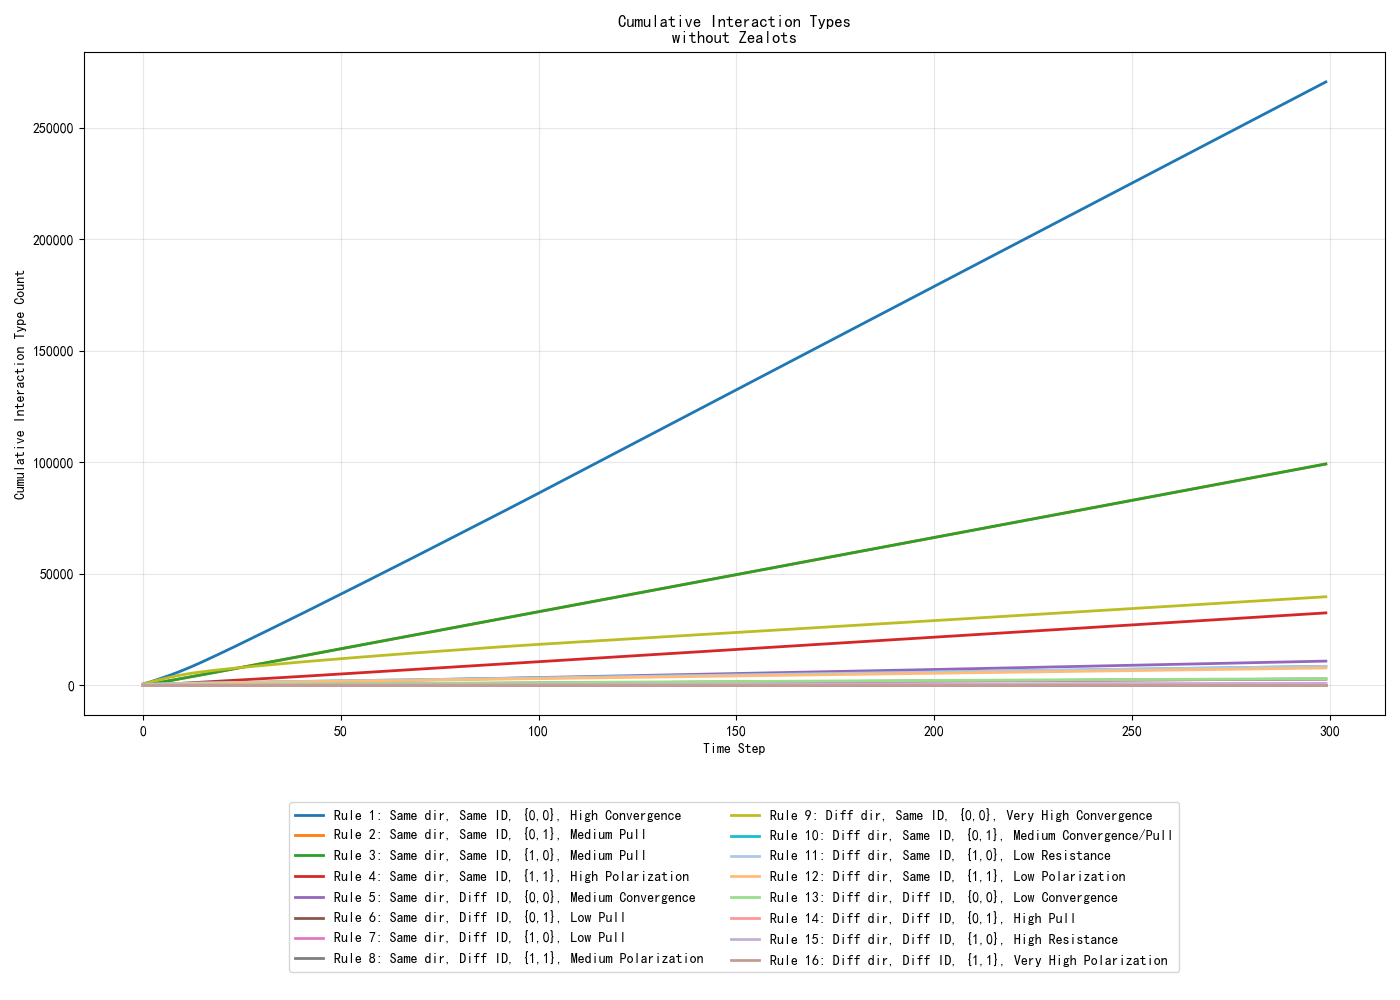 Cumulative Interaction Types
without Zealots
Cumulative Interaction Type Count
250000
200000
150000
100000
50000
0
0
50
100
150
200
250
300
Time Step
Rule 1: Same dir, Same ID, {0,0}, High Convergence
Rule 2: Same dir, Same ID, {0,1}, Medium Pull
Rule 3: Same dir, Same ID, {1,0}, Medium Pull
Rule 4: Same dir, Same ID, {1,1}, High Polarization
Rule 5: Same dir, Diff ID, {0,0}, Medium Convergence
Rule 6: Same dir, Diff ID, {0,1}, Low Pull
Rule 7: Same dir, Diff ID, {1,0}, Low Pull
Rule 8: Same dir, Diff ID, {1,1}, Medium Polarization
Rule 9: Diff dir, Same ID, {0,0}, Very High Convergence
Rule 10: Diff dir, Same ID, {0,1}, Medium Convergence/Pull
Rule 11: Diff dir, Same ID, {1,0}, Low Resistance
Rule 12: Diff dir, Same ID, {1,1}, Low Polarization
Rule 13: Diff dir, Diff ID, {0,0}, Low Convergence
Rule 14: Diff dir, Diff ID, {0,1}, High Pull
Rule 15: Diff dir, Diff ID, {1,0}, High Resistance
Rule 16: Diff dir, Diff ID, {1,1}, Very High Polarization